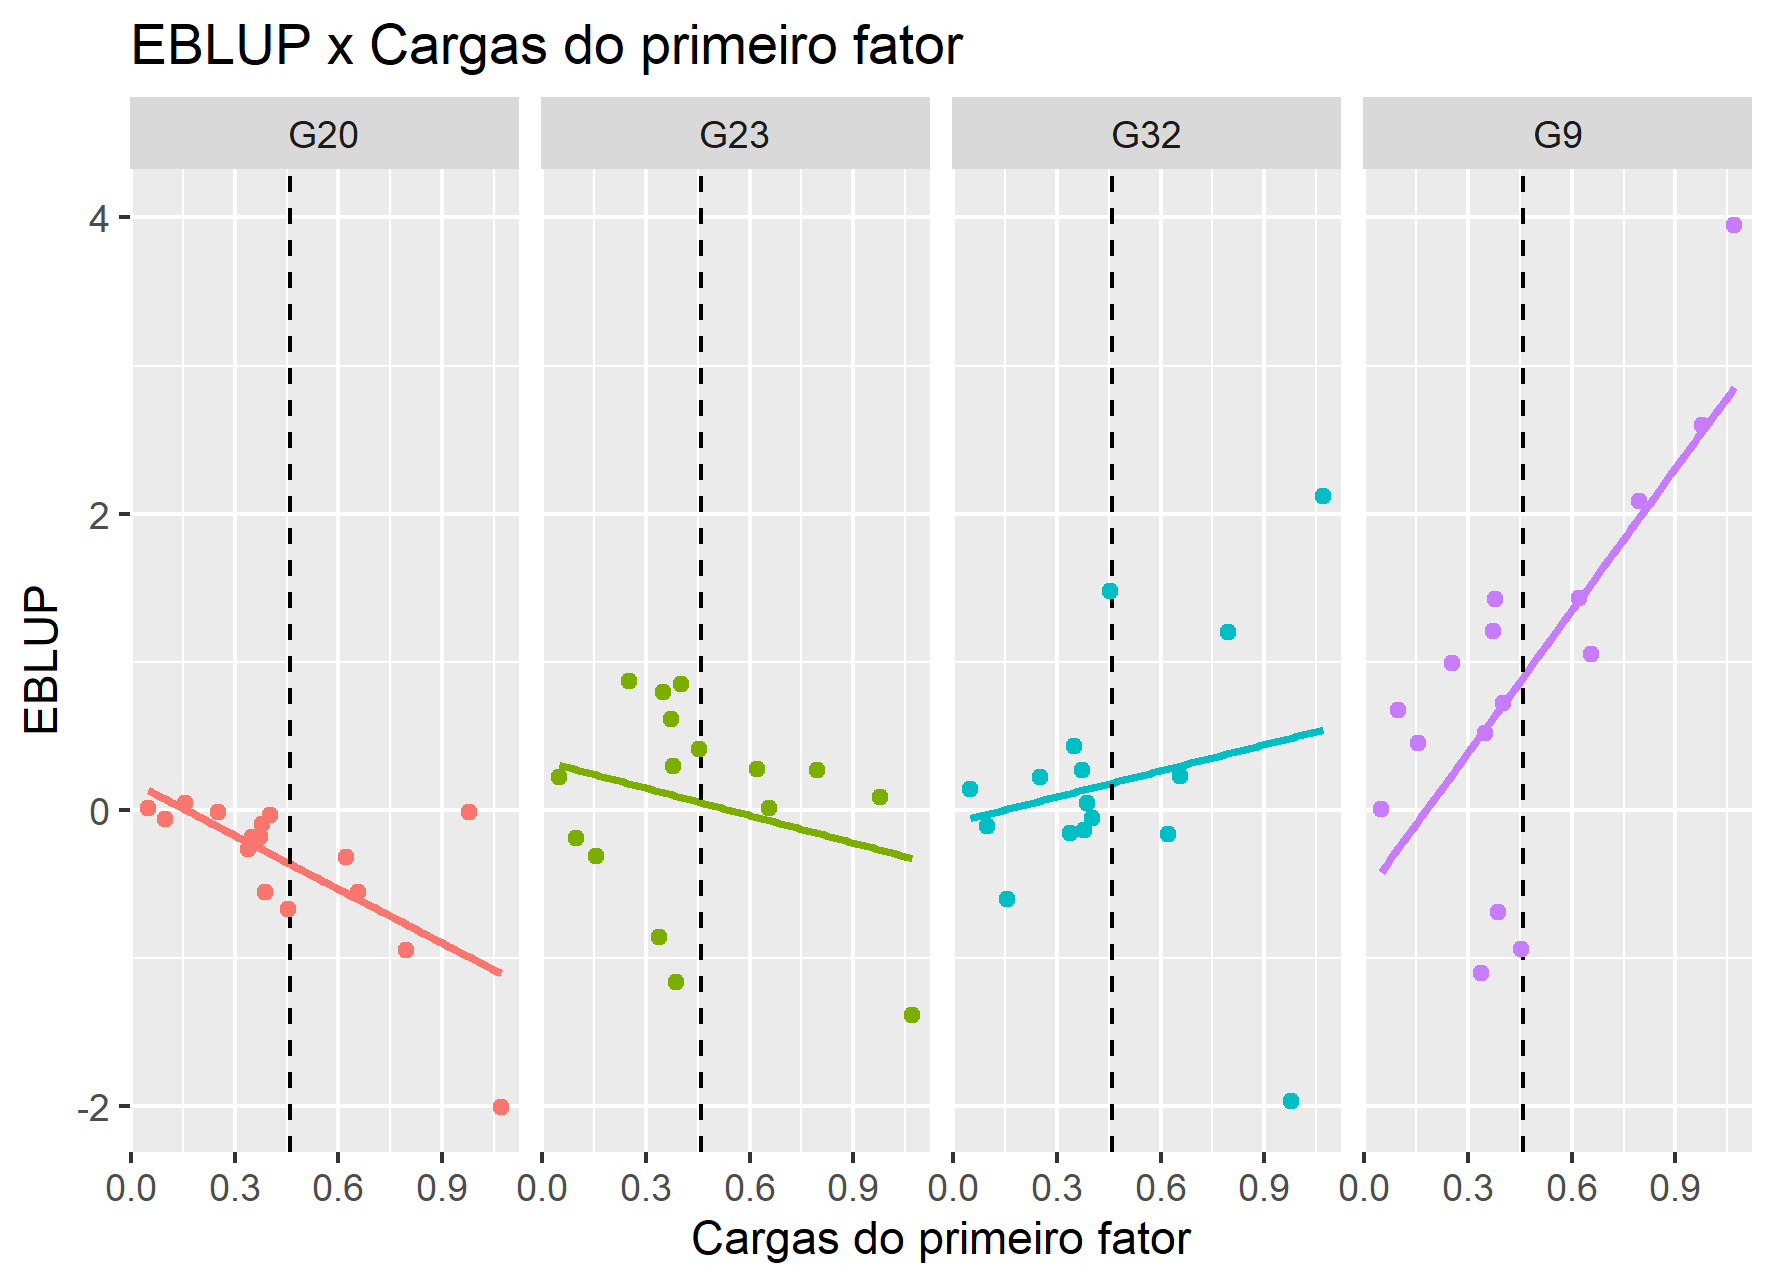 EBLUP x Cargas do primeiro fator
G20 G23 G32 G9
4
2
0
-2
EBLUP
0.0 0.3 0.6 0.9 0.0 0.3 0.6 0.9 0.0 0.3 0.6 0.9 0.0 0.3 0.6 0.9
Cargas do primeiro fator